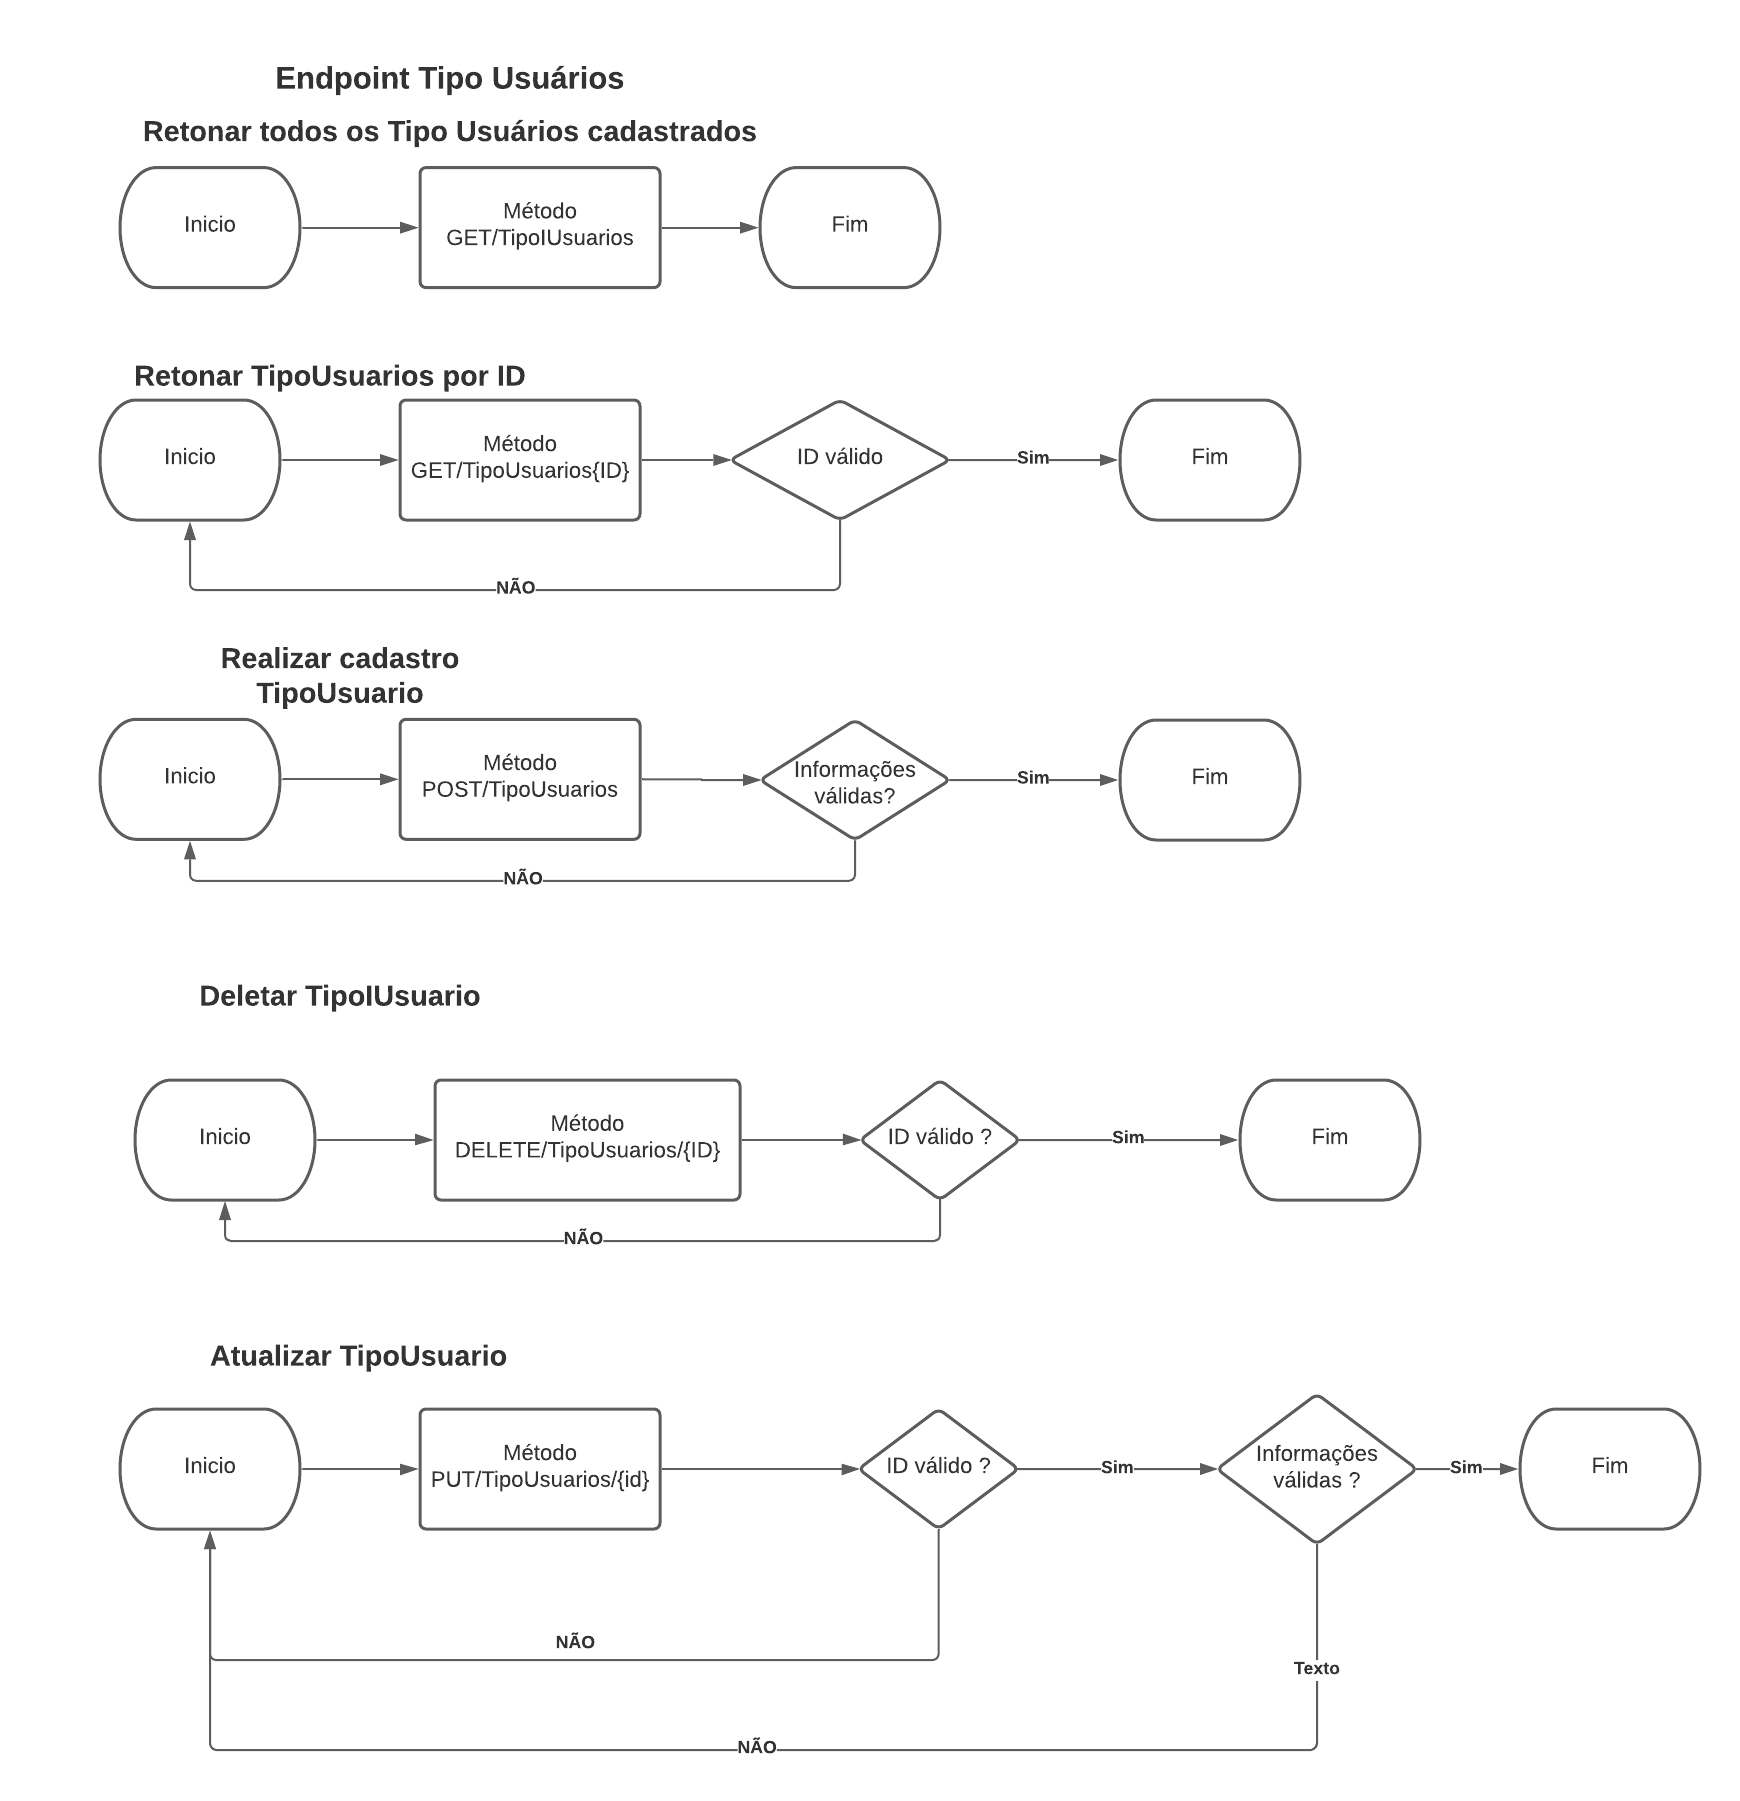 Endpoint Tipo Usuários
Retonar todos os Tipo Usuários cadastrados
Inicio
Método
GET/TipoIUsuarios
Fim
Retonar TipoUsuarios por ID
Inicio
Método
GET/TipoUsuarios{ID}
ID válido
Sim
Fim
NÃO
Realizar cadastro
TipoUsuario
Inicio
Método
POST/TipoUsuarios
Informações
válidas?
Sim
Fim
NÃO
Deletar TipoIUsuario
Inicio
Método
DELETE/TipoUsuarios/{ID}
ID válido ?
Sim
Fim
NÃO
Atualizar TipoUsuario
Inicio
Método
PUT/TipoUsuarios/{id}
ID válido ?
Sim
Informações
válidas ?
Sim
Fim
NÃO
Texto
NÃO